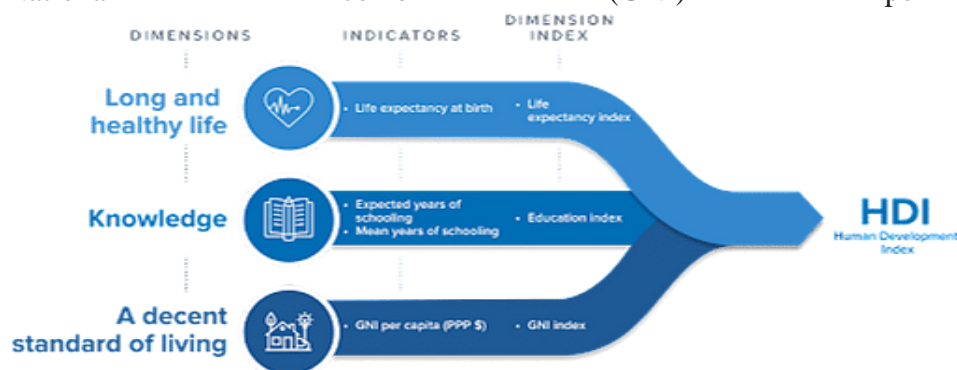 (GNI)
DIMENSIONS
INDICATORS
DIMENSION
INDEX
Long and
healthy life
• Life expectancy at birth
• Life
expectancy index
Knowledge
• Expected years of
schooling
• Mean years of schooling
• Education index
A decent
standard of living
• GNI per capita (PPP $)
• GNI index
HDI
Human Development
Index